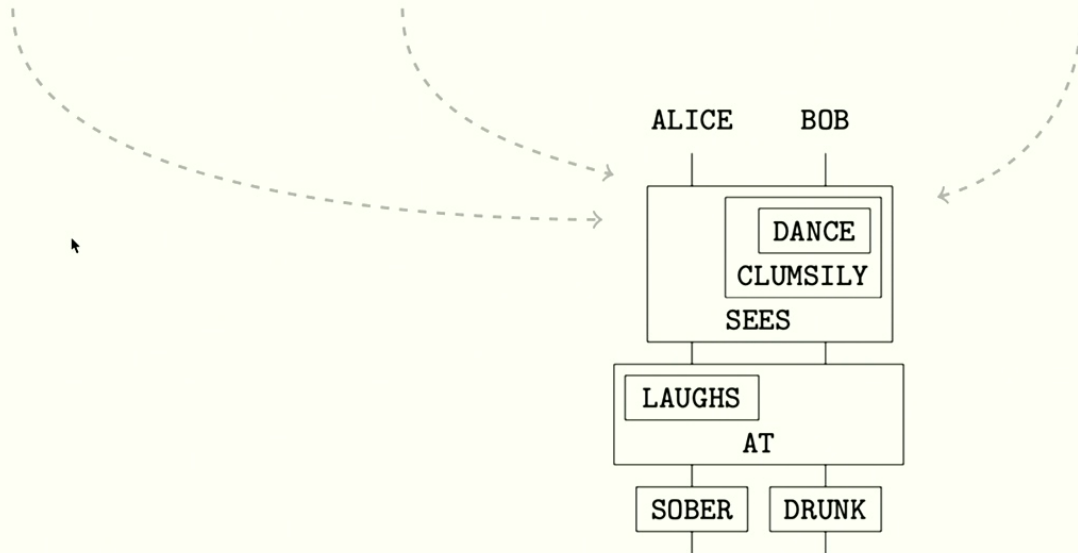 ALICE BOB
DANCE
CLUMSILY
SEES
LAUGHS
AT
SOBER DRUNK